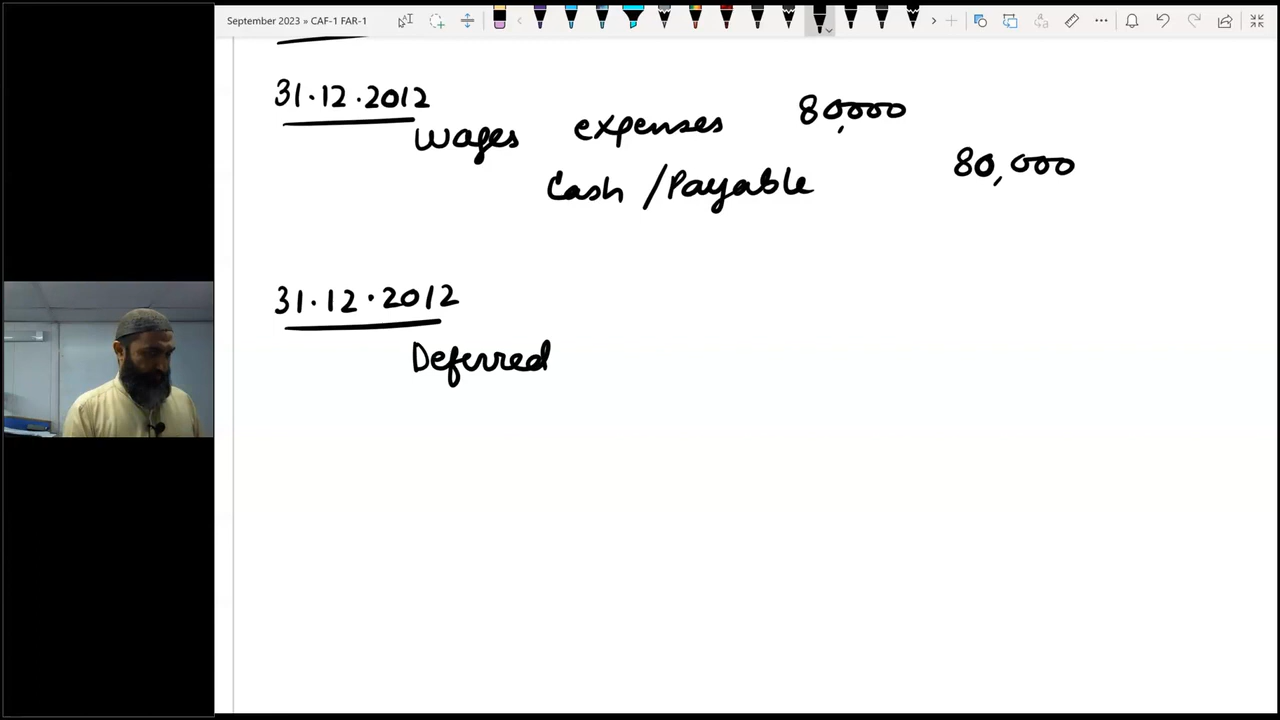 September 2023 » CAF-1 FAR-1
31.12.2012
Wages expenses 80,000
Cash / Payable 80,000
31.12.2012
Deferred